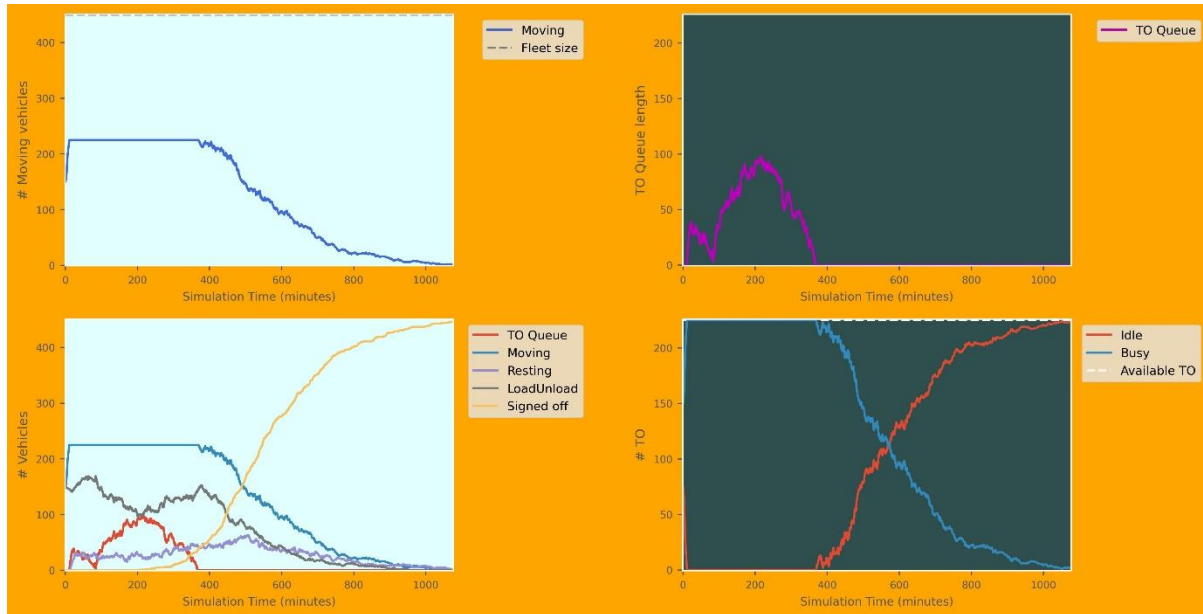 400
300
200
100
0
# Moving vehicles
0 200 400 600 800 1000
Simulation Time (minutes)
Moving
Fleet size
200
150
100
50
0
TO Queue length
0 200 400 600 800 1000
Simulation Time (minutes)
TO Queue
400
300
200
100
0
# Vehicles
0 200 400 600 800 1000
Simulation Time (minutes)
TO Queue
Moving
Resting
LoadUnload
Signed off
200
150
100
50
0
# TO
0 200 400 600 800 1000
Simulation Time (minutes)
Idle
Busy
Available TO